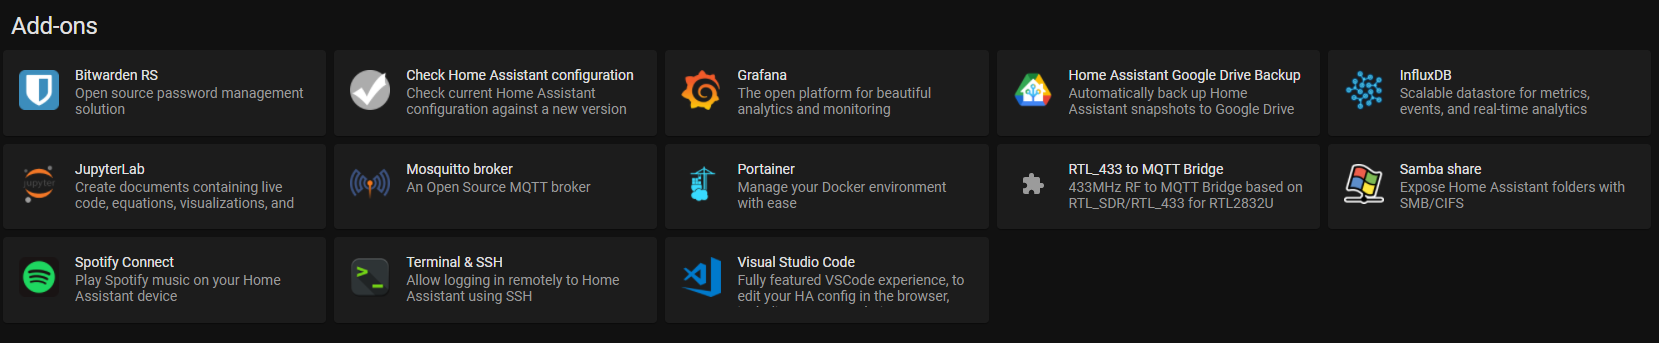 Add-ons
Bitwarden RS
Open source password management
solution
Check Home Assistant configuration
Check current Home Assistant
configuration against a new version
Grafana
The open platform for beautiful
analytics and monitoring
Home Assistant Google Drive Backup
Automatically back up Home
Assistant snapshots to Google Drive
InfluxDB
Scalable datastore for metrics,
events, and real-time analytics
jupyter
JupyterLab
Create documents containing live
code, equations, visualizations, and
Mosquitto broker
An Open Source MQTT broker
Portainer
Manage your Docker environment
with ease
RTL_433 to MQTT Bridge
433MHz RF to MQTT Bridge based on
RTL_SDR/RTL_433 for RTL2832U
Samba share
Expose Home Assistant folders with
SMB/CIFS
Spotify Connect
Play Spotify music on your Home
Assistant device
Terminal & SSH
Allow logging in remotely to Home
Assistant using SSH
Visual Studio Code
Fully featured VSCode experience, to
edit your HA config in the browser,